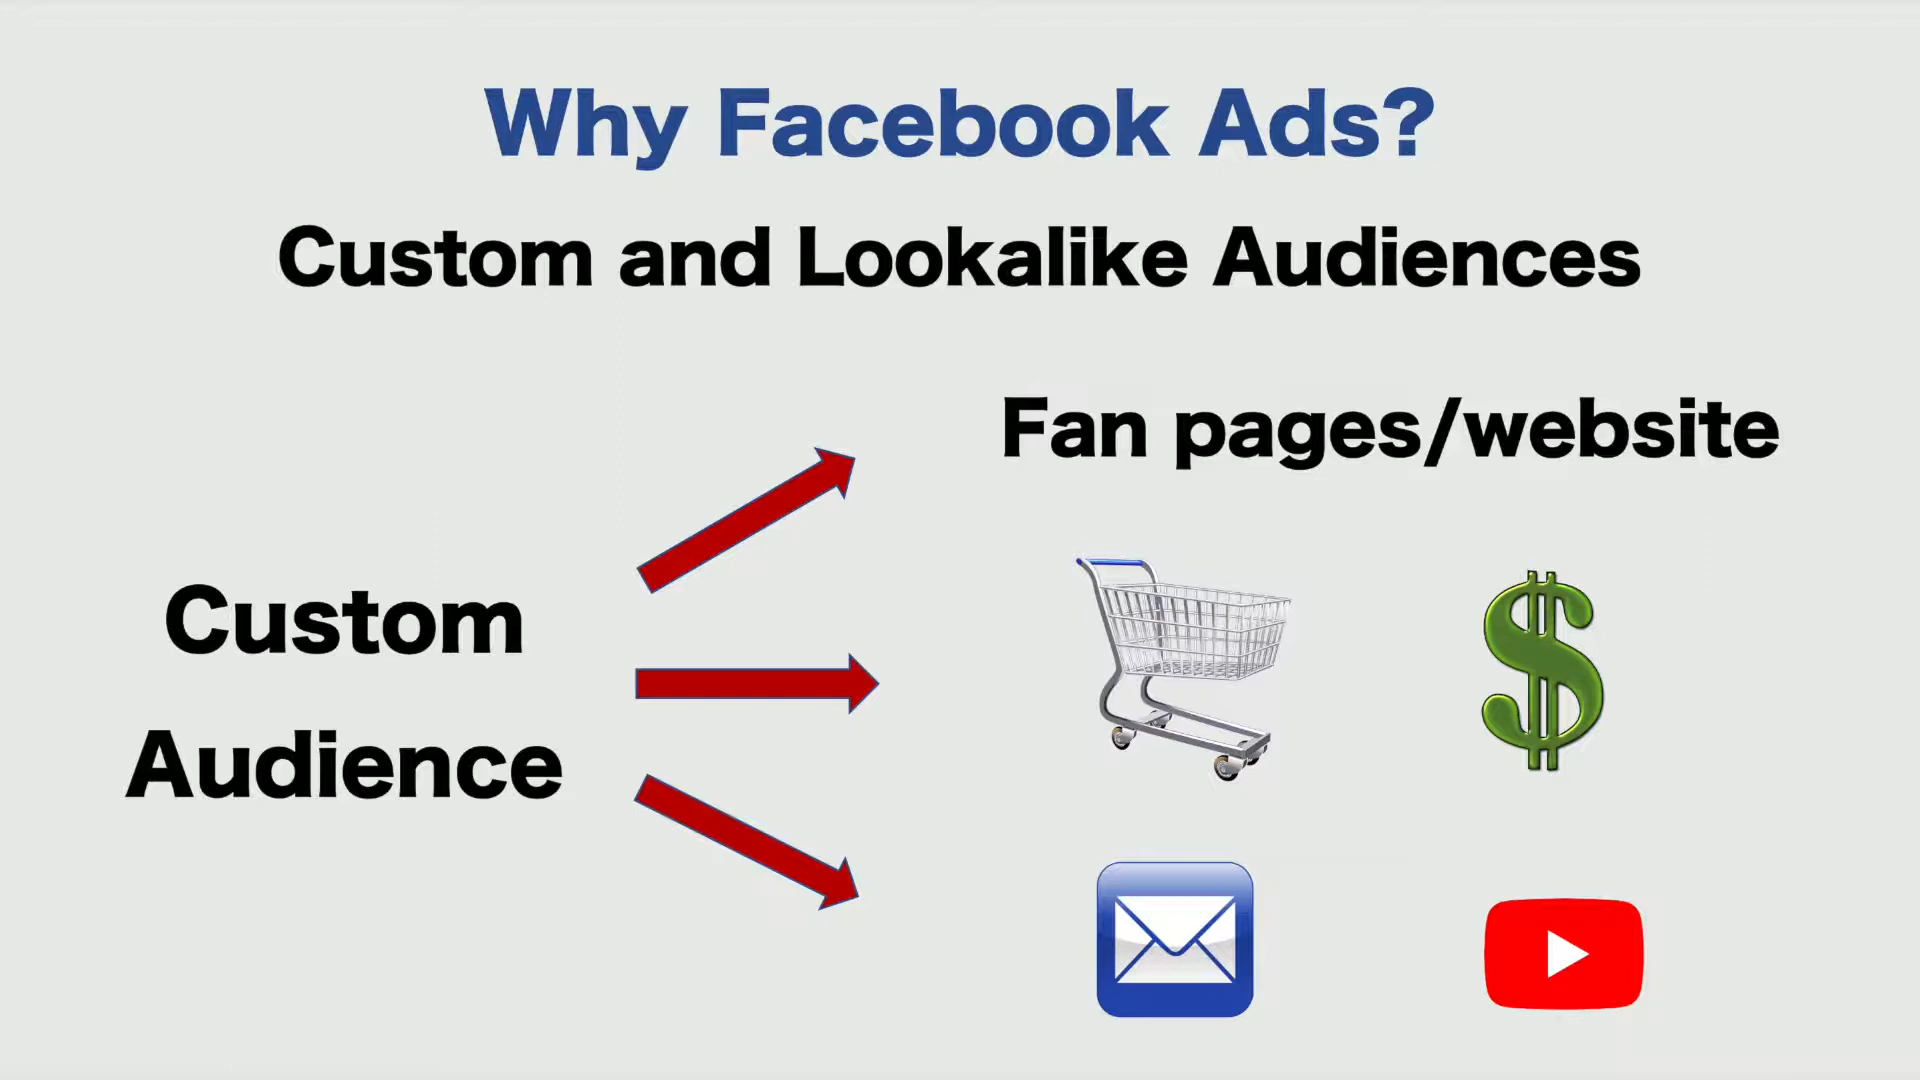 Why Facebook Ads?
Custom and Lookalike Audiences
Fan pages/website
Custom
Audience
$